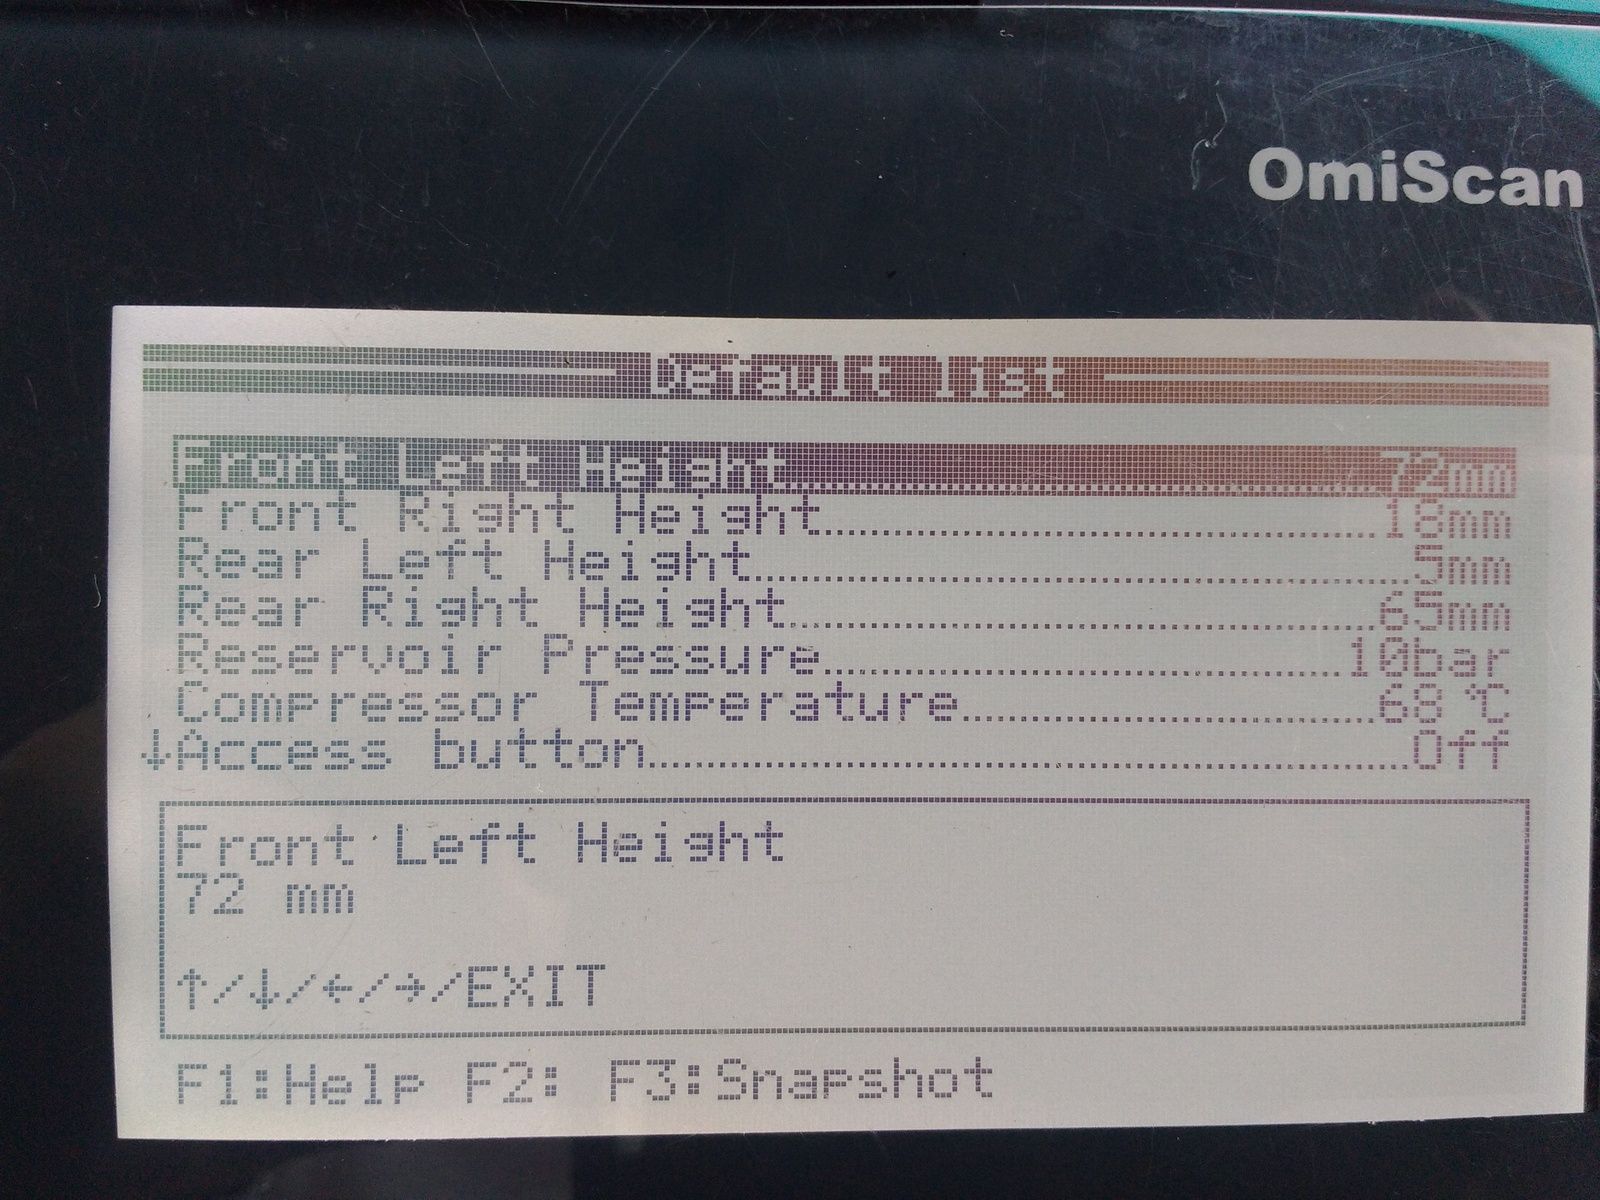 OmiScan
Default list
Front Left Height................................72mm
Front Right Height...............................18mm
Rear Left Height..................................5mm
Rear Right Height................................65mm
Reservoir Pressure.............................10bar
Compressor Temperature.......................68℃
↓Access button.....................................Off
Front Left Height
72 mm
↑/↓/←/→/EXIT
F1:Help F2: F3:Snapshot